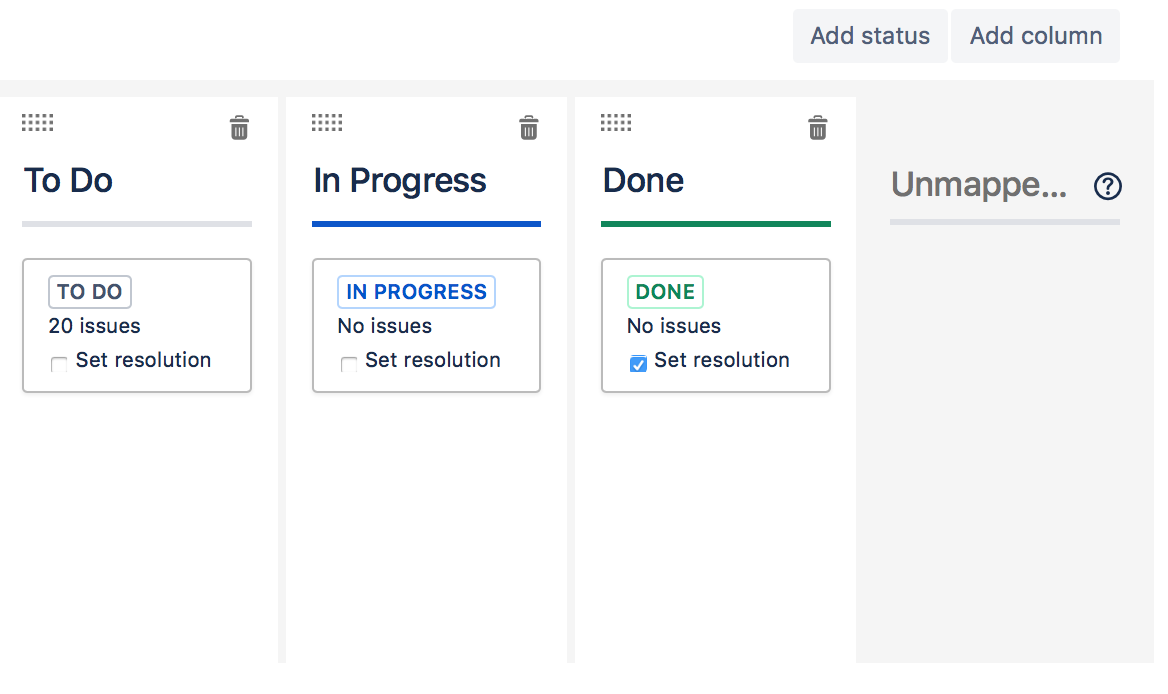 Add status
Add column
To Do
In Progress
Done
Unmappe...
TO DO
20 issues
Set resolution
IN PROGRESS
No issues
Set resolution
DONE
No issues
Set resolution